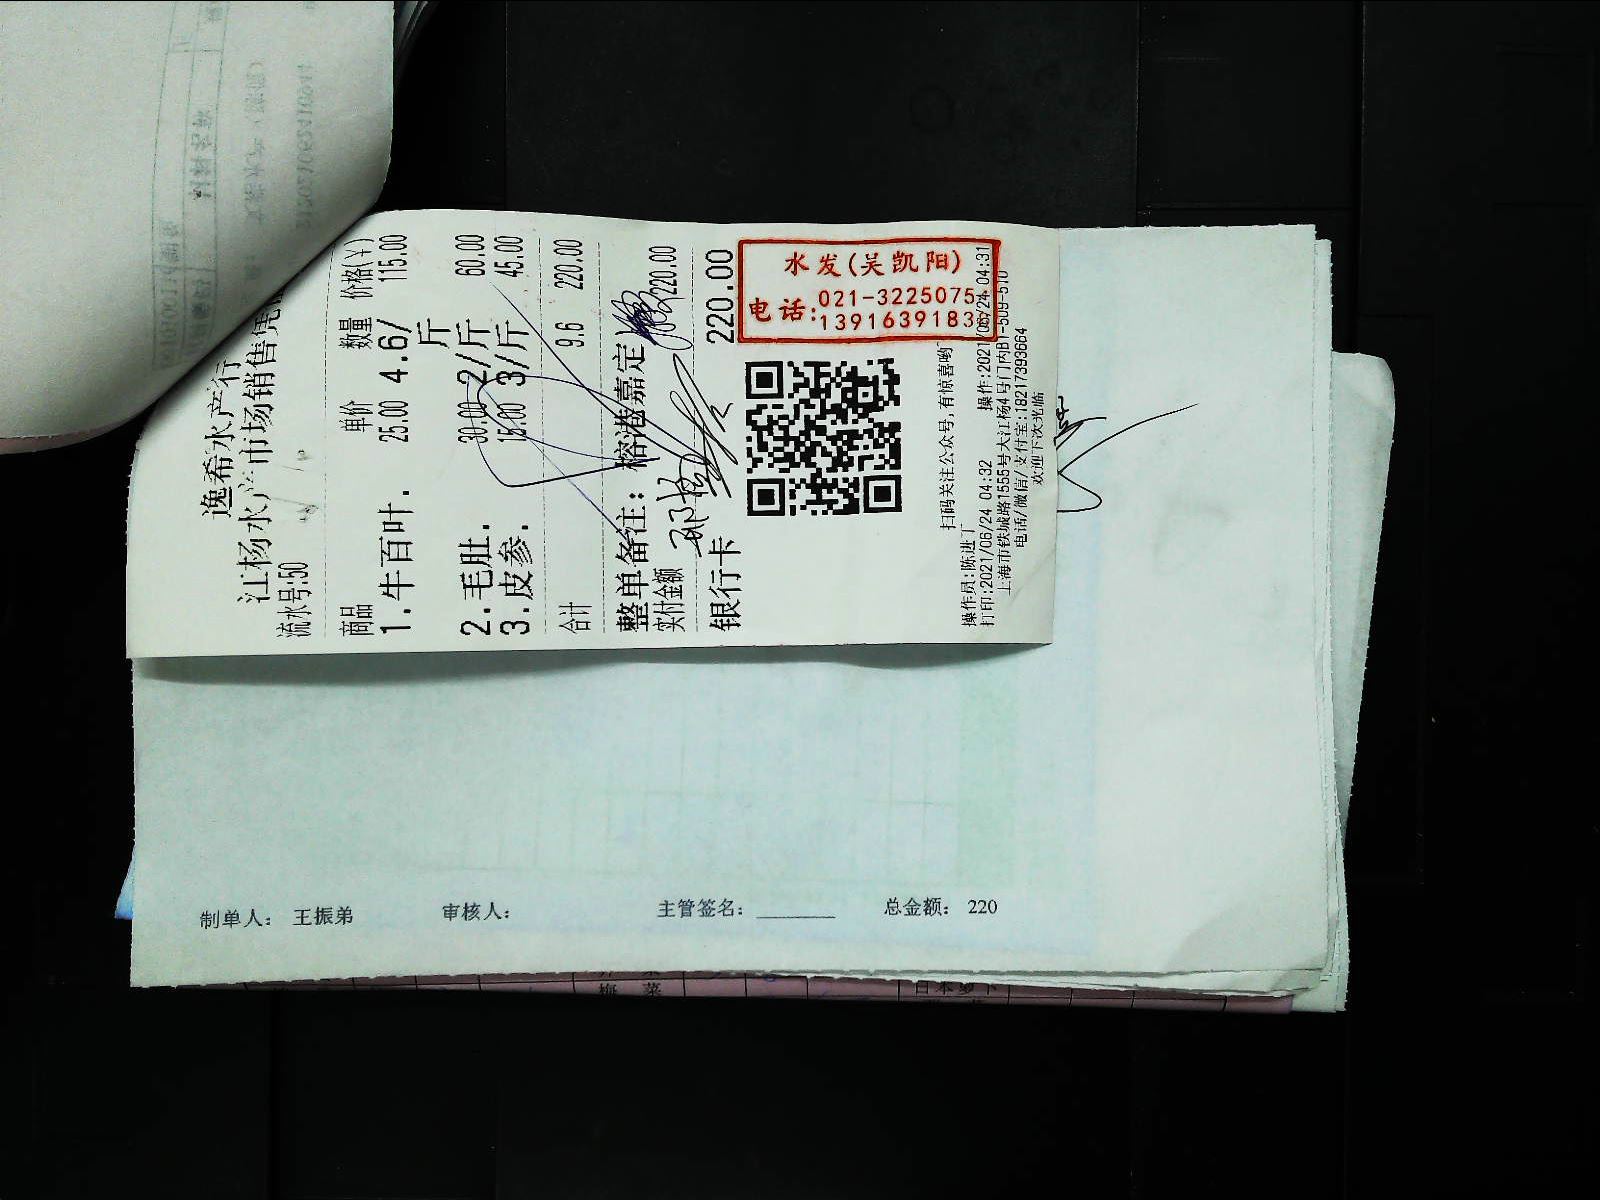 逸希水产行
江杨水产市场销售凭
流水号:50
商品 单价 数量 价格(¥)
1.牛百叶. 25.00 4.6/斤 115.00
2.毛肚. 30.00 2/斤 60.00
3.皮参. 15.00 3/斤 45.00
合计 9.6 220.00
整单备注: 榕港嘉定
实付金额 220.00
银行卡 220.00
水发(吴凯阳)
电话:021-3225075
1391639183
扫码关注公众号,有惊喜哟
操作员:陈进
打印:2021/06/24 04:32 操作:2021/06/24 04:31
上海市铁城路1555号大江杨4号门内B1-509-510
电话/微信/支付宝:18217393664
欢迎下次光临
制单人: 王振弟 审核人: 主管签名: 总金额: 220